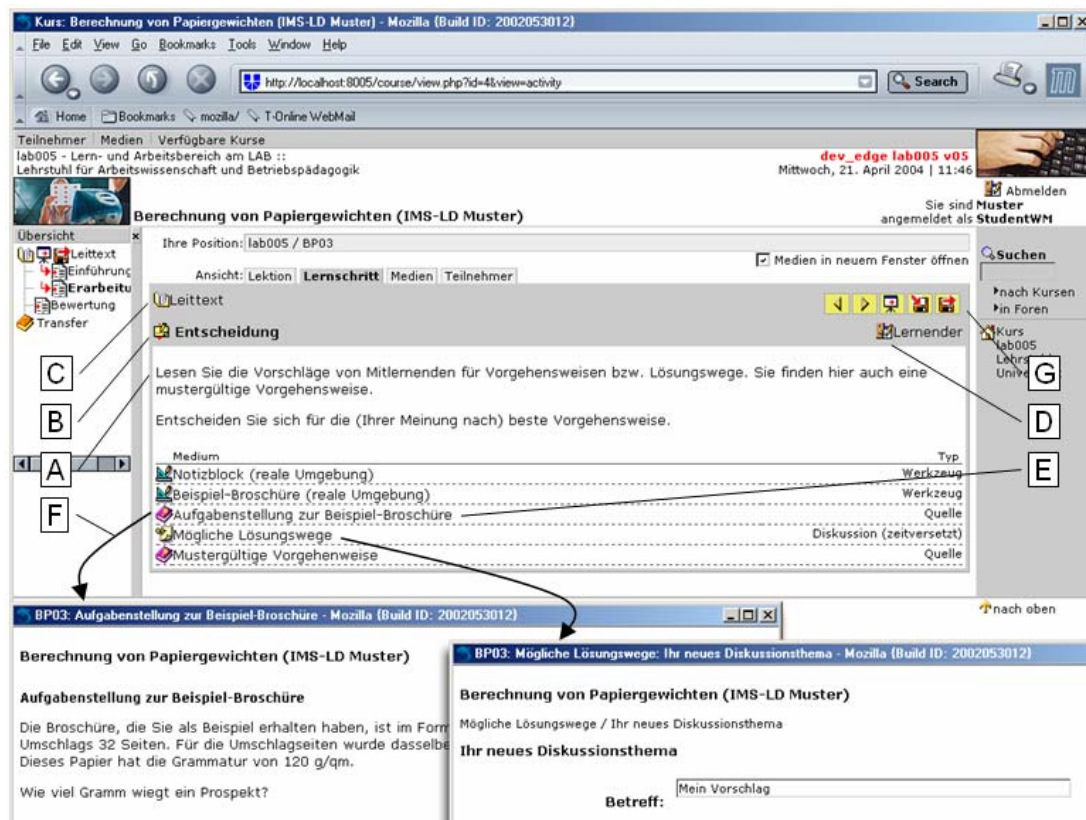 Kurs: Berechnung von Papiergewichten (IMS-LD Muster) - Mozilla {Build ID: 2002053012}
File Edit View Go Bookmarks Tools Window Help
http://localhost:8005/course/view.php?id=4&view=activity
Search
Home Bookmarks mozilla/ T-Online WebMail
Teilnehmer Medien Verfügbare Kurse
lab005 - Lern- und Arbeitsbereich am LAB ::
Lehrstuhl für Arbeitswissenschaft und Betriebspädagogik
dev_edge lab005 v05
Mittwoch, 21. April 2004 | 11:46
Abmelden
Berechnung von Papiergewichten (IMS-LD Muster)
Sie sind Muster
angemeldet als StudentWM
Übersicht x
Leittext
Einführung
Erarbeitu
Bewertung
Transfer
Ihre Position: lab005 / BP03
Medien in neuem Fenster öffnen
Ansicht: Lektion Lernschritt Medien Teilnehmer
Leittext
Entscheidung
Lernender
Lesen Sie die Vorschläge von Mitlernenden für Vorgehensweisen bzw. Lösungswege. Sie finden hier auch eine
mustergültige Vorgehensweise.
Entscheiden Sie sich für die (Ihrer Meinung nach) beste Vorgehensweise.
Medium Typ
Notizblock (reale Umgebung) Werkzeug
Beispiel-Broschüre (reale Umgebung) Werkzeug
Aufgabenstellung zur Beispiel-Broschüre Quelle
Mögliche Lösungswege Diskussion (zeitversetzt)
Mustergültige Vorgehenweise Quelle
Suchen
nach Kursen
in Foren
Kurs
lab005
C
B
A
F
G
D
E
nach oben
BP03: Aufgabenstellung zur Beispiel-Broschüre - Mozilla {Build ID: 2002053012}
Berechnung von Papiergewichten (IMS-LD Muster)
Aufgabenstellung zur Beispiel-Broschüre
Die Broschüre, die Sie als Beispiel erhalten haben, ist im Form
Umschlags 32 Seiten. Für die Umschlagseiten wurde dasselbe
Dieses Papier hat die Grammatur von 120 g/qm.
Wie viel Gramm wiegt ein Prospekt?
BP03: Mögliche Lösungswege: Ihr neues Diskussionsthema - Mozilla {Build ID: 2002053012}
Berechnung von Papiergewichten (IMS-LD Muster)
Mögliche Lösungswege / Ihr neues Diskussionsthema
Ihr neues Diskussionsthema
Betreff: Mein Vorschlag